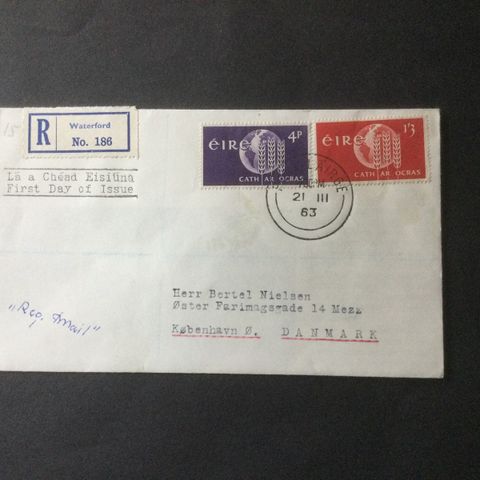 15
R
Waterford
No. 186
Lá a Chéad Eisiúna
First Day of Issue
éIRe 4P
CATH AR OCRAS
éIRe 1'3
CATH AR OCRAS
21 III
63
Herr Bertel Nielsen
Øster Farimagsgade 14 Mezz
København Ø. DANMARK
"Reg. Mail"